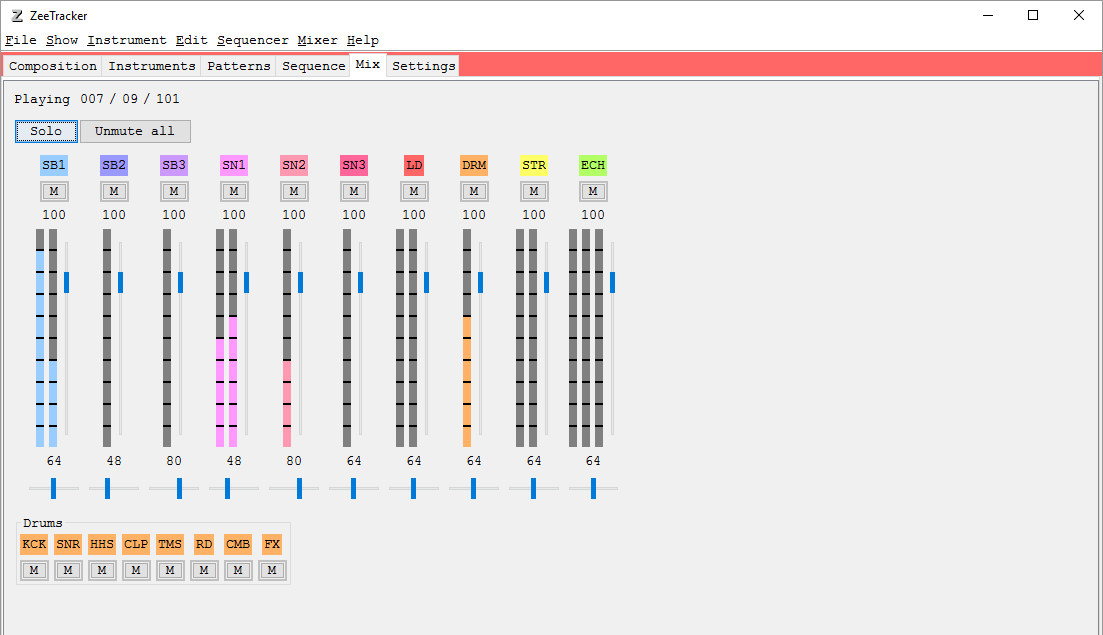 ZeeTracker
File Show Instrument Edit Sequencer Mixer Help
Composition Instruments Patterns Sequence Mix Settings
Playing 007 / 09 / 101
Solo Unmute all
SB1 SB2 SB3 SN1 SN2 SN3 LD DRM STR ECH
M M M M M M M M M M
100 100 100 100 100 100 100 100 100 100
64 48 80 48 80 64 64 64 64 64
Drums
KCK SNR HHS CLP TMS RD CMB FX
M M M M M M M M